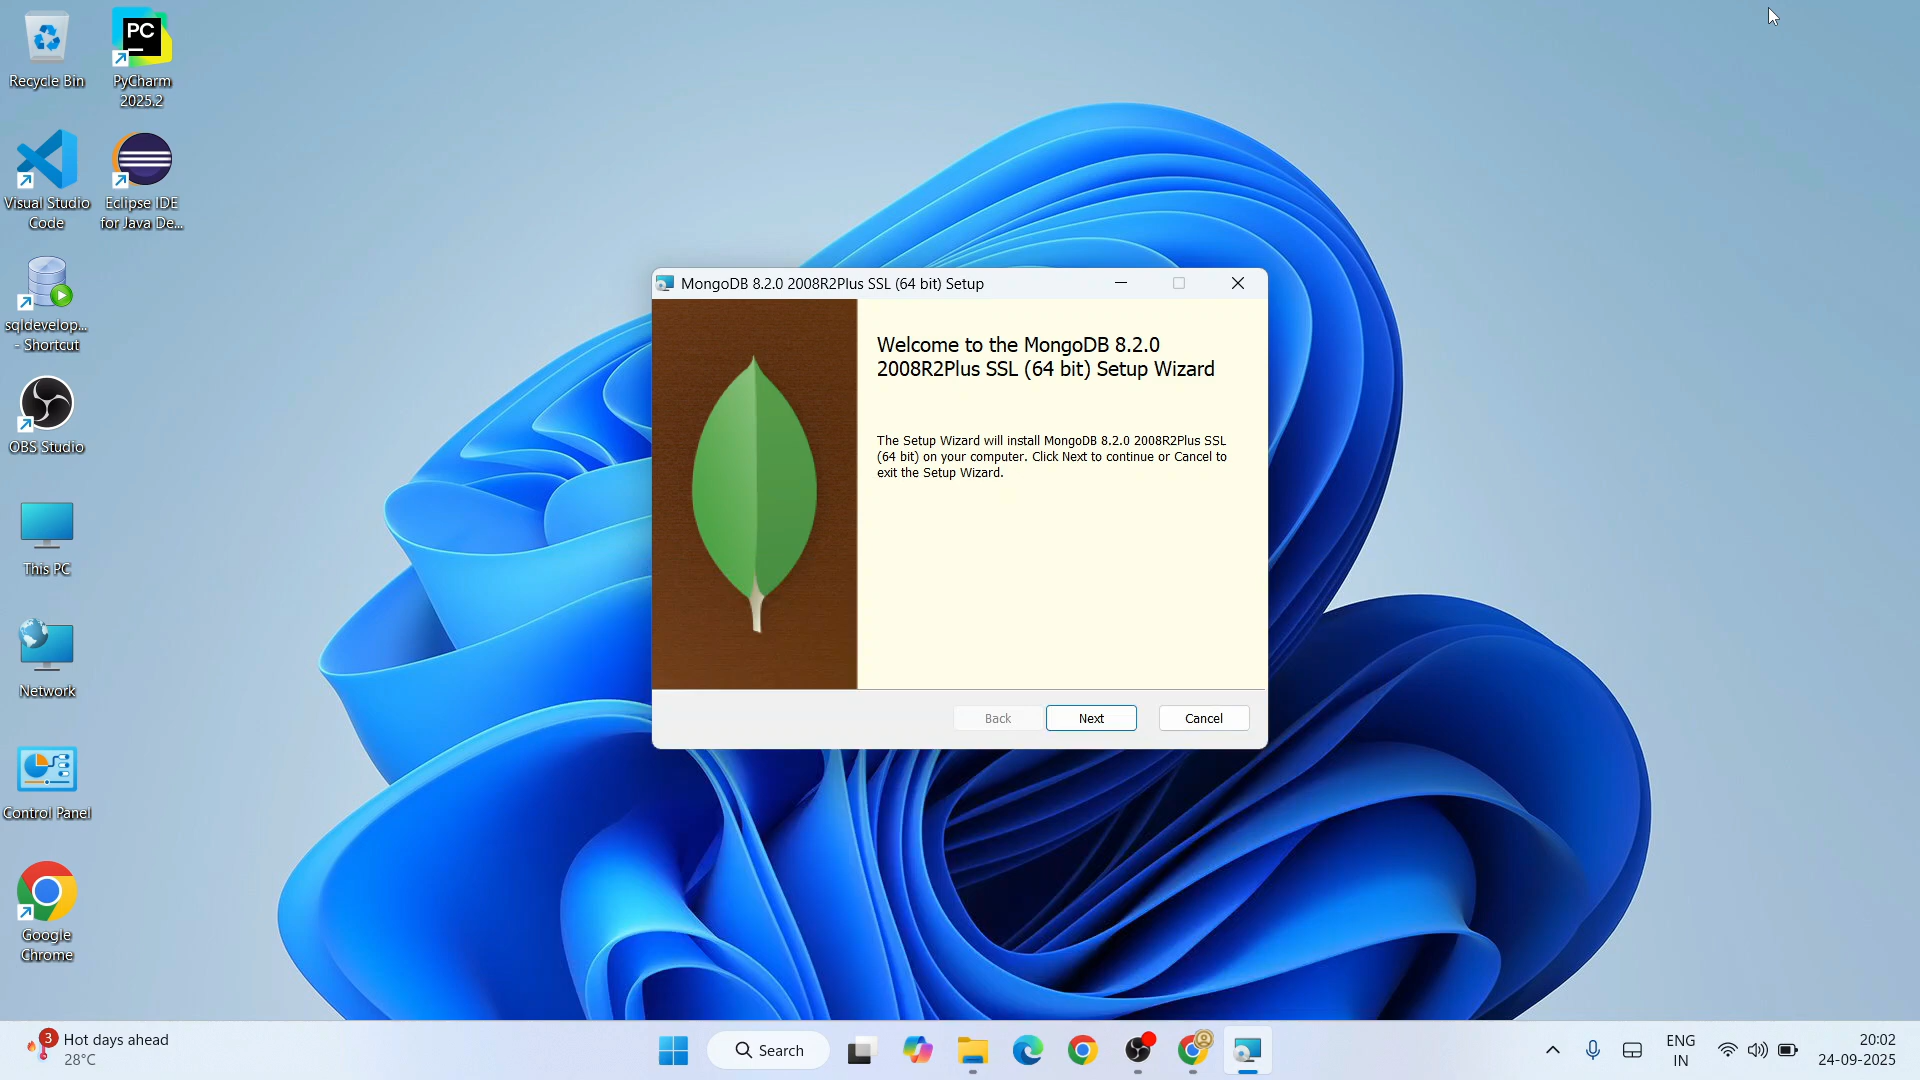 Recycle Bin
PC
PyCharm
2025.2
Visual Studio
Code
Eclipse IDE
for Java De...
sqldevelop...
- Shortcut
OBS Studio
This PC
Network
Control Panel
Google
Chrome
MongoDB 8.2.0 2008R2Plus SSL (64 bit) Setup
Welcome to the MongoDB 8.2.0
2008R2Plus SSL (64 bit) Setup Wizard
The Setup Wizard will install MongoDB 8.2.0 2008R2Plus SSL
(64 bit) on your computer. Click Next to continue or Cancel to
exit the Setup Wizard.
Back
Next
Cancel
3
Hot days ahead
28°C
Search
ENG
IN
20:02
24-09-2025